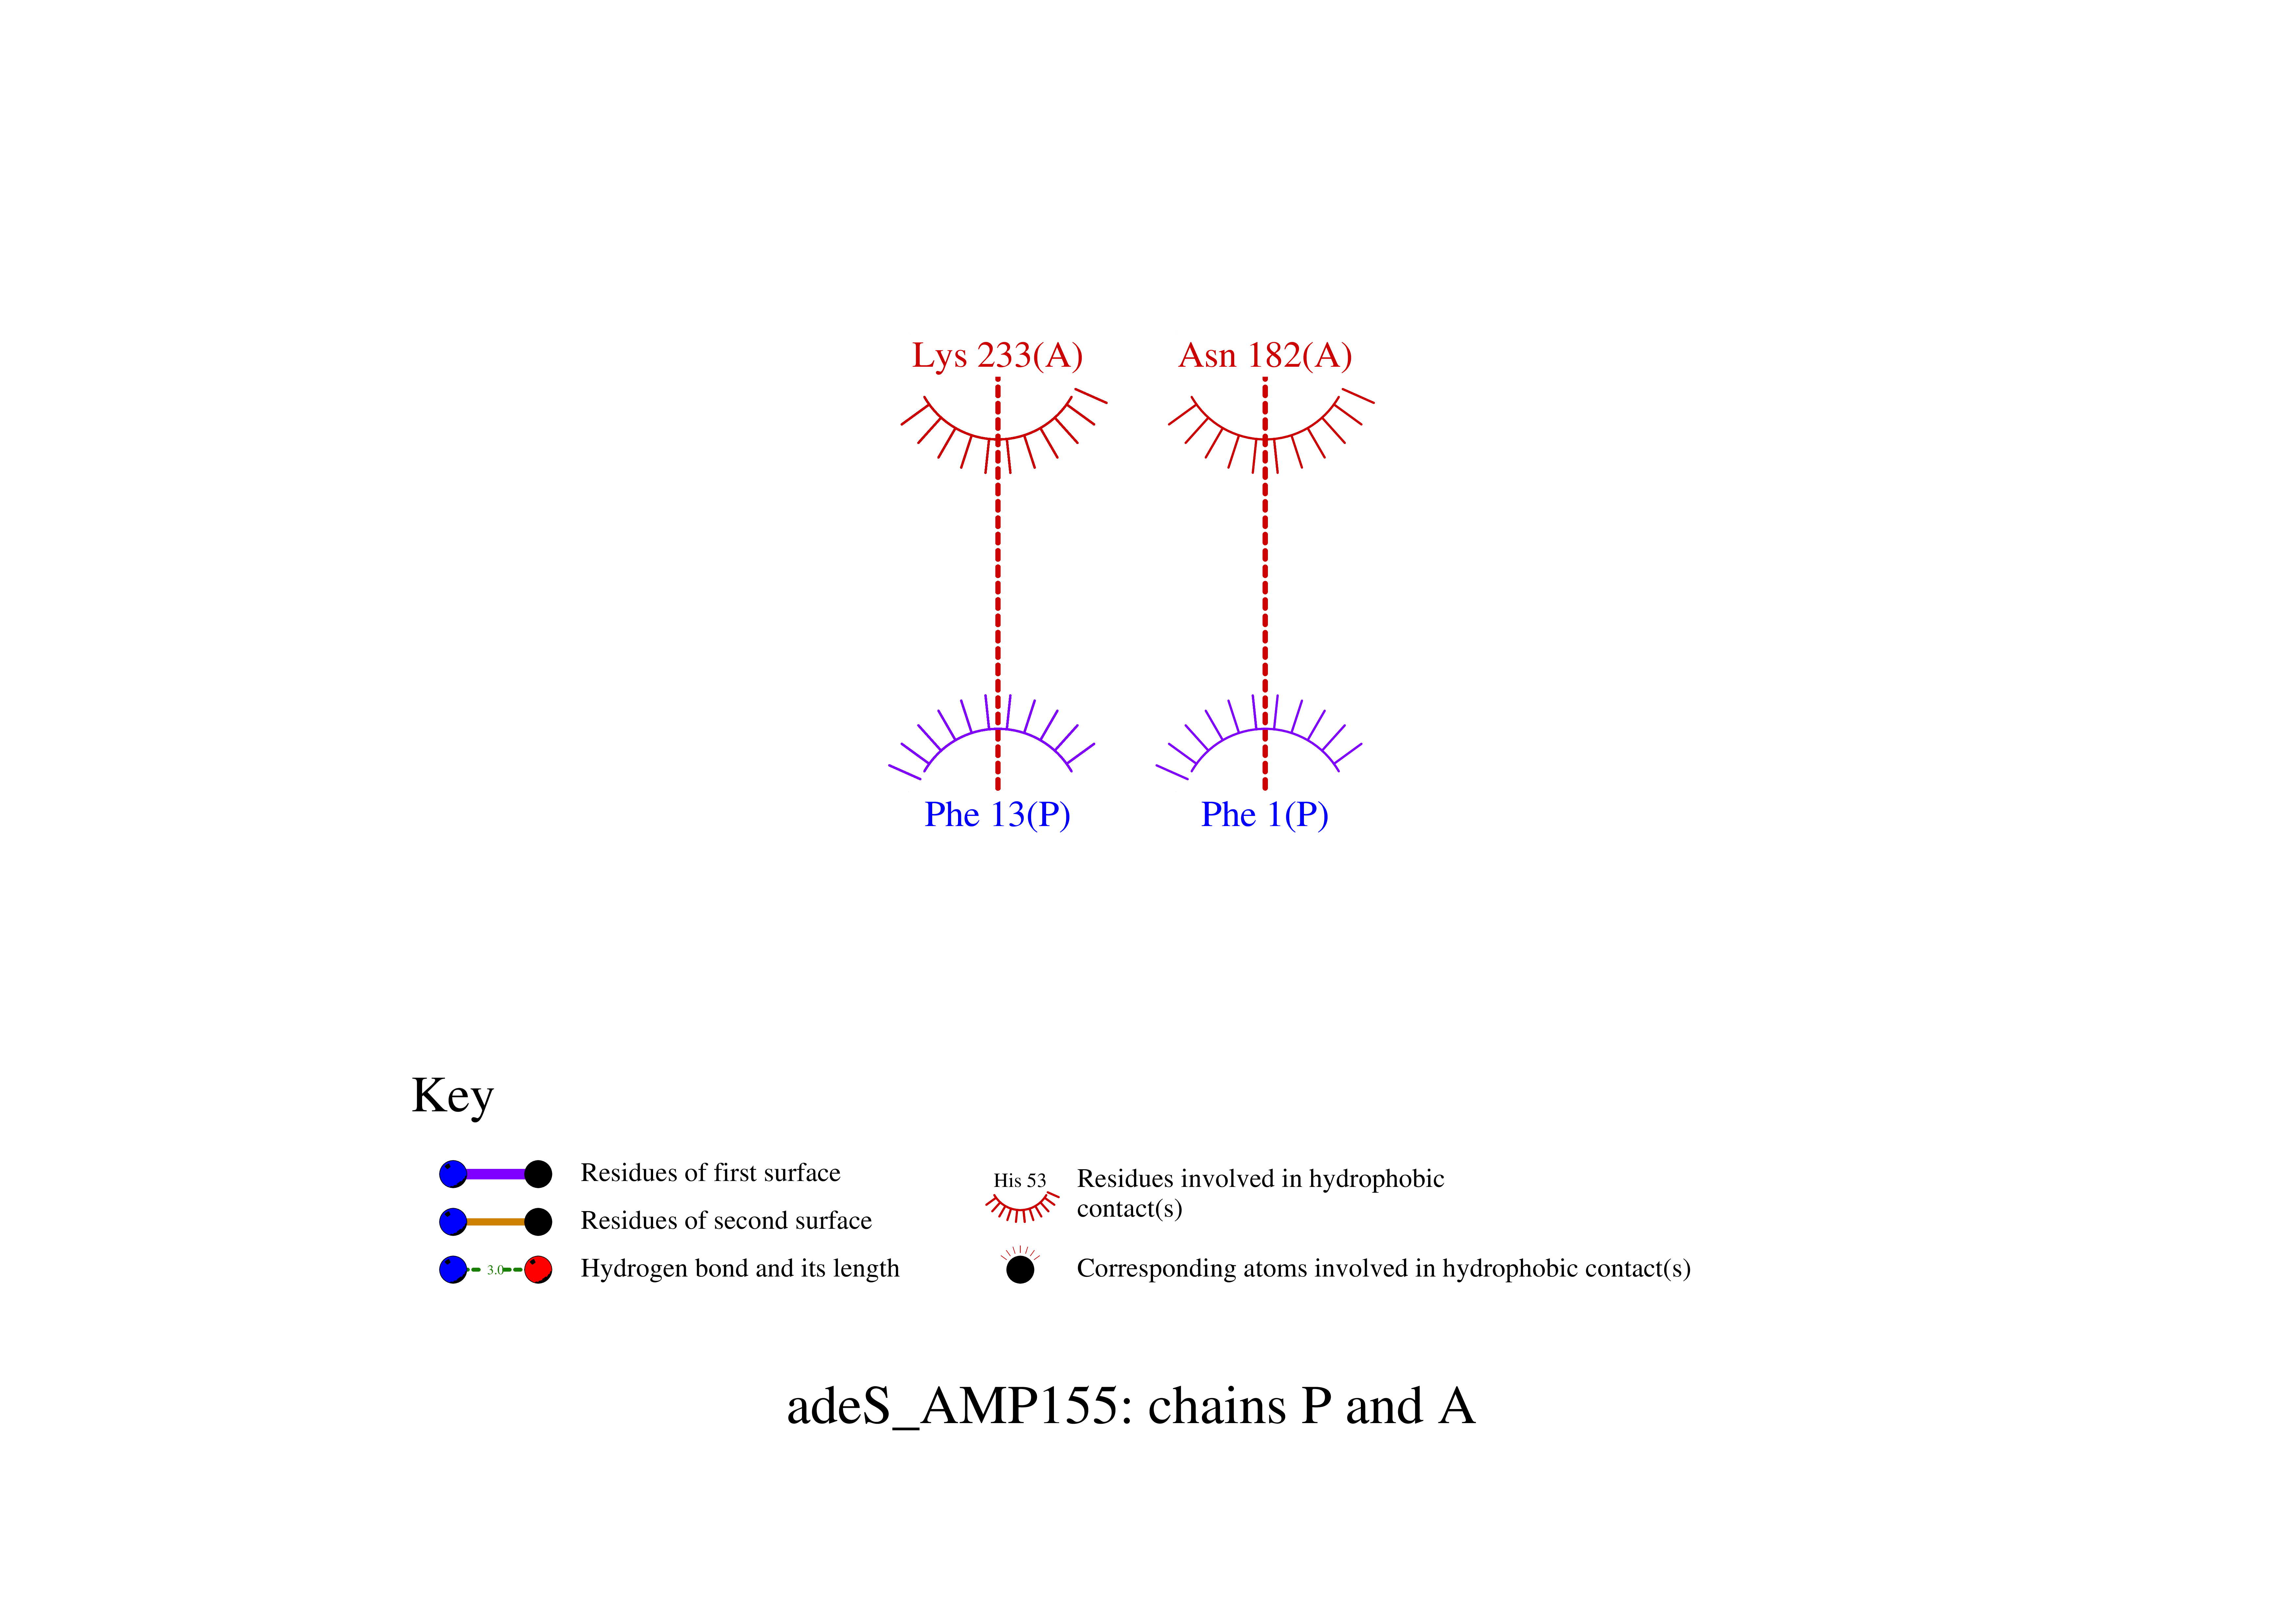 Lys 233(A) Asn 182(A)
Phe 13(P) Phe 1(P)
Key
Residues of first surface
Residues of second surface
3.0 Hydrogen bond and its length
His 53 Residues involved in hydrophobic
contact(s)
Corresponding atoms involved in hydrophobic contact(s)
adeS_AMP155: chains P and A